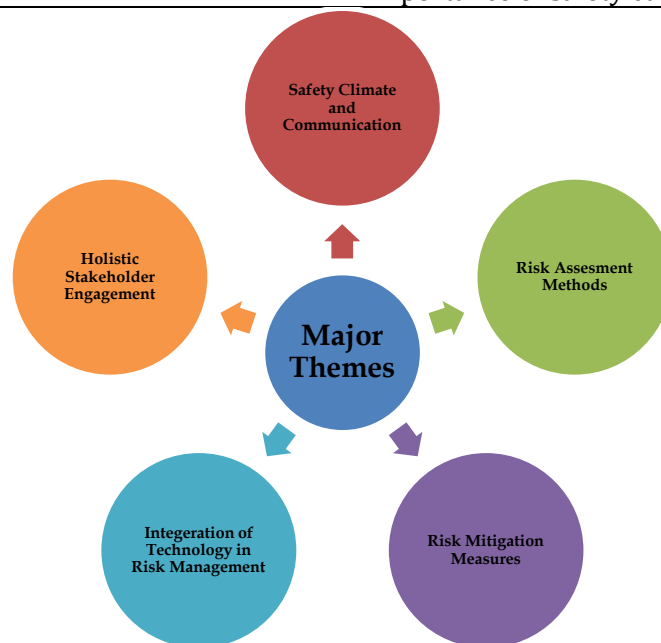 Safety Climate
and
Communication
Holistic
Stakeholder
Engagement
Risk Assesment
Methods
Major
Themes
Integeration of
Technology in
Risk Management
Risk Mitigation
Measures